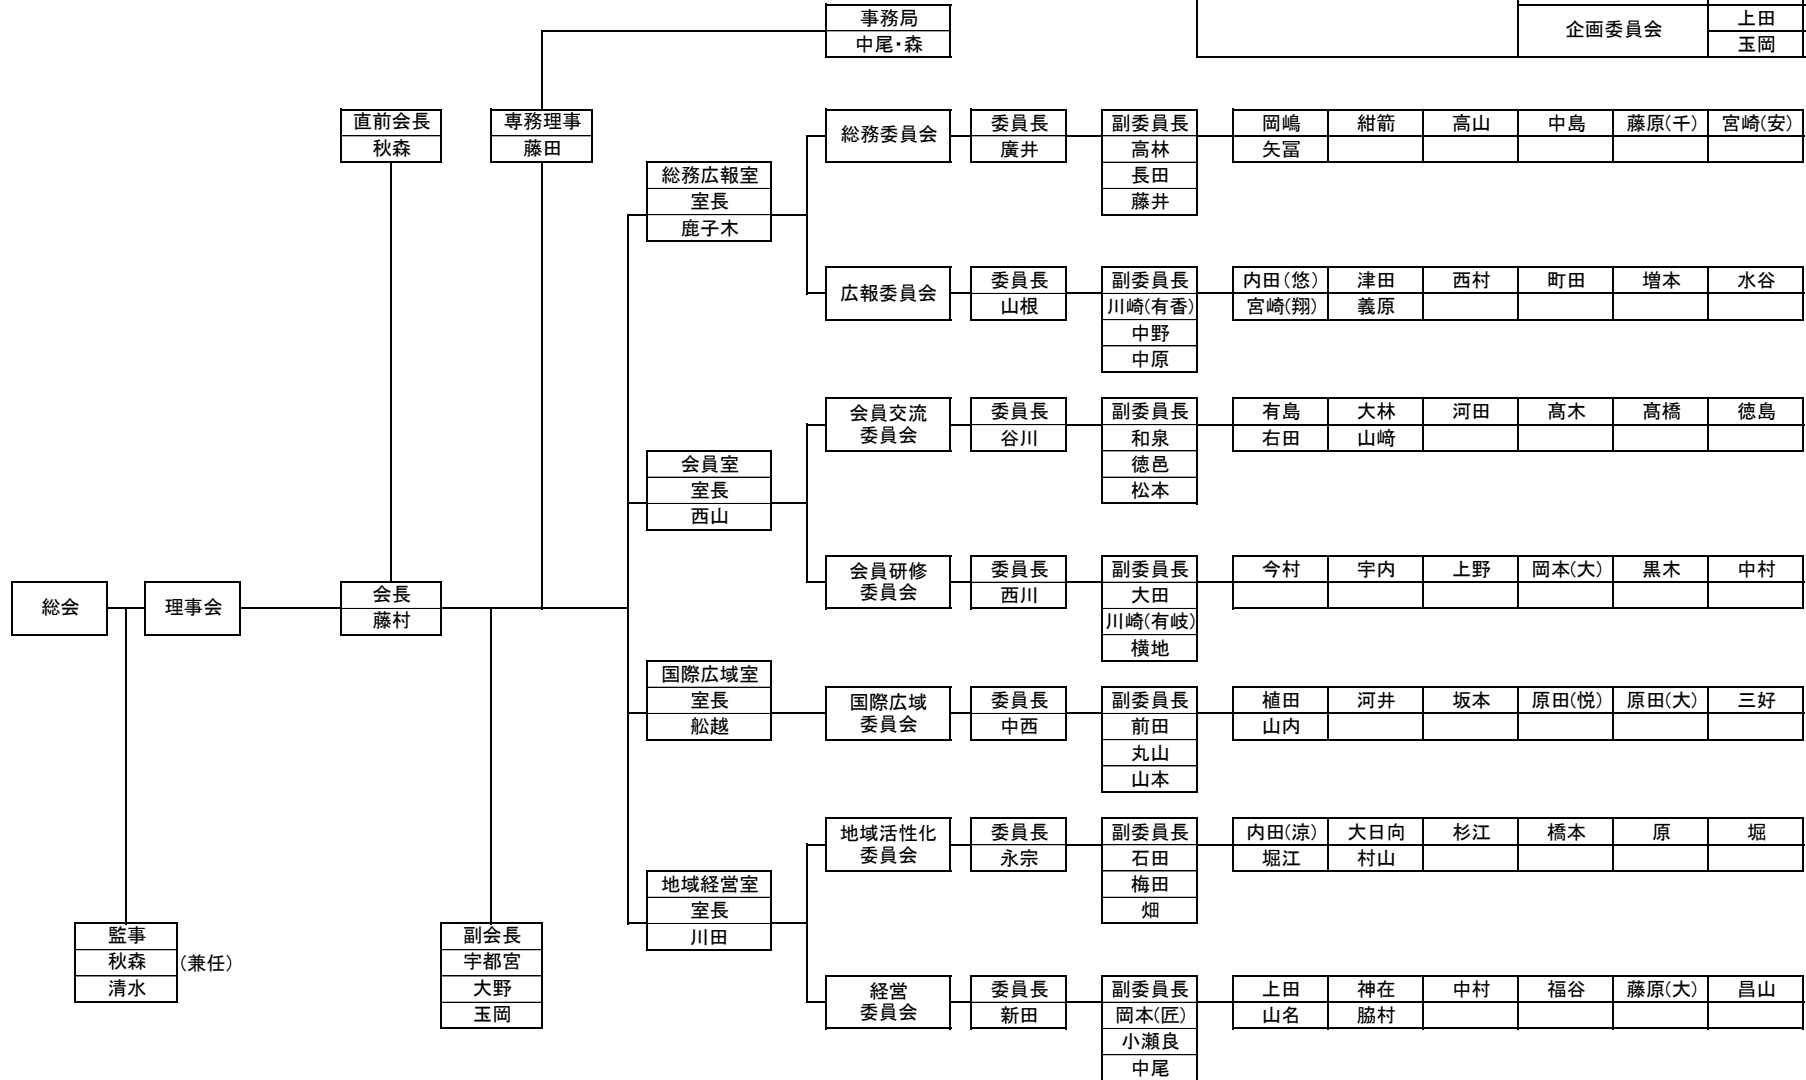 事務局
中尾・森
企画委員会
上田
玉岡
直前会長
秋森
専務理事
藤田
総務広報室
室長
鹿子木
総務委員会
委員長
廣井
副委員長
高林
長田
藤井
岡嶋 紺箭 高山 中島 藤原(千) 宮崎(安)
矢冨
広報委員会
委員長
山根
副委員長
川崎(有香)
中野
中原
内田(悠) 津田 西村 町田 増本 水谷
宮崎(翔) 義原
会員室
室長
西山
会員交流
委員会
委員長
谷川
副委員長
和泉
徳邑
松本
有島 大林 河田 髙木 髙橋 徳島
右田 山﨑
会員研修
委員会
委員長
西川
副委員長
大田
川崎(有岐)
横地
今村 宇内 上野 岡本(大) 黒木 中村
総会
理事会
会長
藤村
国際広域室
室長
舩越
国際広域
委員会
委員長
中西
副委員長
前田
丸山
山本
植田 河井 坂本 原田(悦) 原田(大) 三好
山内
地域経営室
室長
川田
地域活性化
委員会
委員長
永宗
副委員長
石田
梅田
畑
内田(涼) 大日向 杉江 橋本 原 堀
堀江 村山
監事
秋森 (兼任)
清水
副会長
宇都宮
大野
玉岡
経営
委員会
委員長
新田
副委員長
岡本(匠)
小瀬良
中尾
上田 神在 中村 福谷 藤原(大) 昌山
山名 脇村